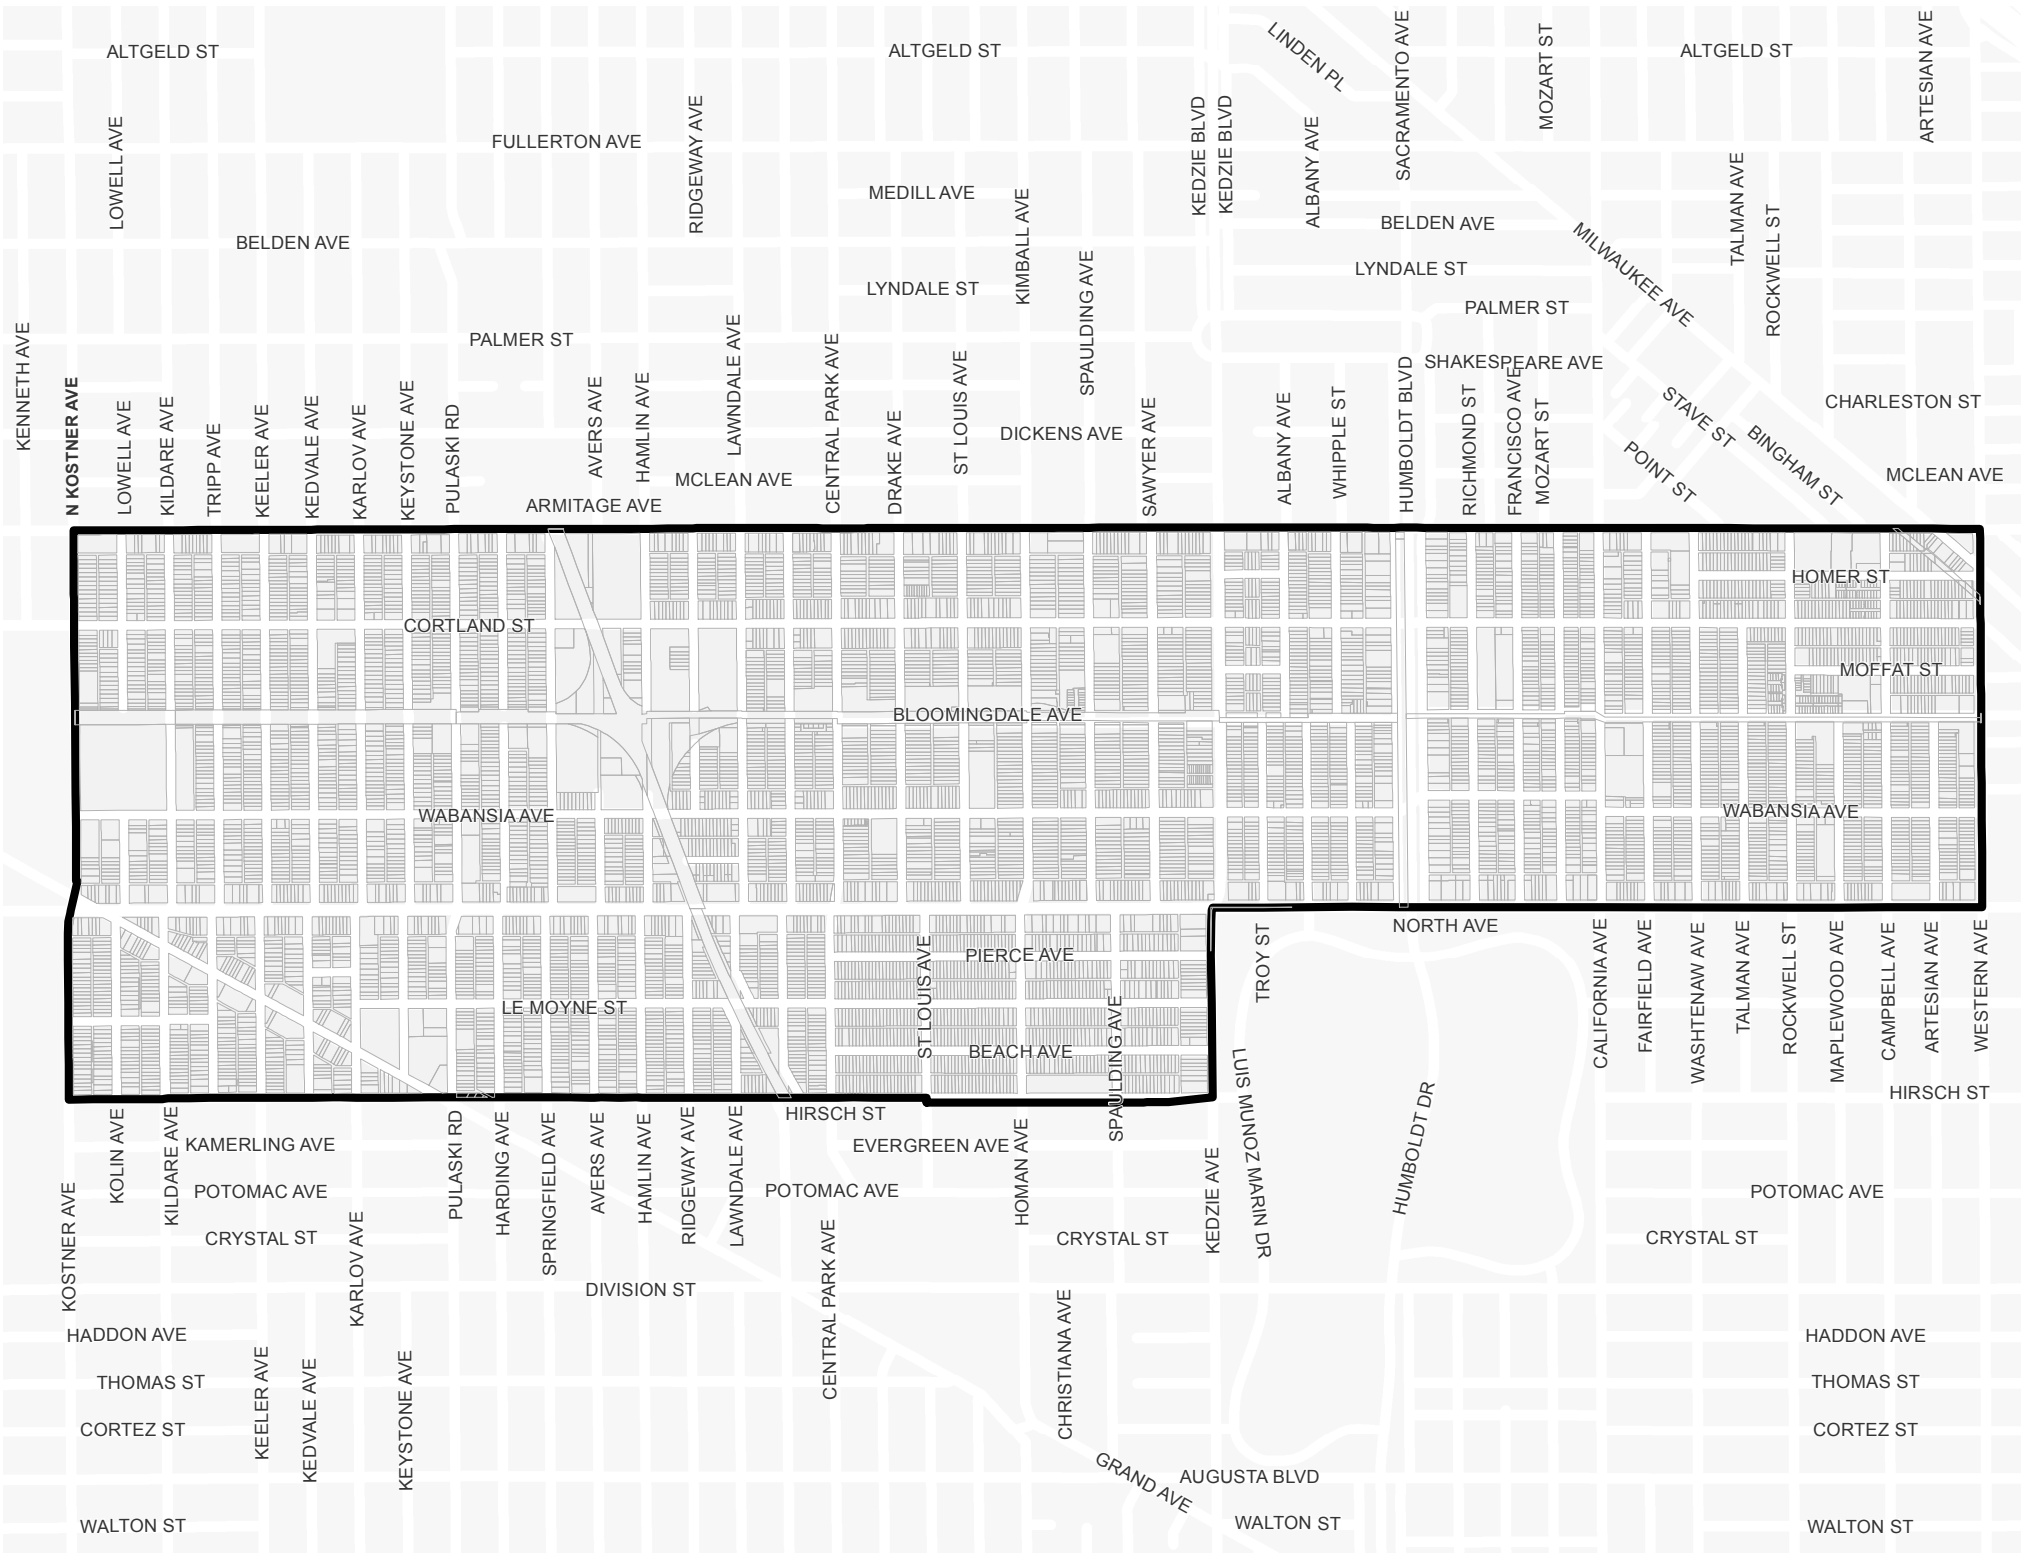 ALTGELD ST
ALTGELD ST
LINDEN PL
SACRAMENTO AVE
MOZART ST
ALTGELD ST
ARTESIAN AVE
LOWELL AVE
FULLERTON AVE
RIDGEWAY AVE
MEDILL AVE
KIMBALL AVE
KEDZIE BLVD
KEDZIE BLVD
ALBANY AVE
BELDEN AVE
TALMAN AVE
ROCKWELL ST
MILWAUKEE AVE
BELDEN AVE
LYNDALE ST
SPAULDING AVE
LYNDALE ST
PALMER ST
KENNETH AVE
PALMER ST
LAWNDALE AVE
CENTRAL PARK AVE
SHAKESPEARE AVE
N KOSTNER AVE
LOWELL AVE
KILDARE AVE
TRIPP AVE
KEELER AVE
KEDVALE AVE
KARLOV AVE
KEYSTONE AVE
PULASKI RD
AVERS AVE
HAMLIN AVE
MCLEAN AVE
DRAKE AVE
ST LOUIS AVE
DICKENS AVE
SAWYER AVE
ALBANY AVE
WHIPPLE ST
HUMBOLDT BLVD
RICHMOND ST
FRANCISCO AVE
MOZART ST
STAVE ST
POINT ST
BINGHAM ST
CHARLESTON ST
MCLEAN AVE
ARMITAGE AVE
HOMER ST
CORTLAND ST
MOFFAT ST
BLOOMINGDALE AVE
WABANSIA AVE
WABANSIA AVE
NORTH AVE
PIERCE AVE
ST LOUIS AVE
LE MOYNE ST
BEACH AVE
SPAULDING AVE
TROY ST
CALIFORNIA AVE
FAIRFIELD AVE
WASHTENAW AVE
TALMAN AVE
ROCKWELL ST
MAPLEWOOD AVE
CAMPBELL AVE
ARTESIAN AVE
WESTERN AVE
HIRSCH ST
HIRSCH ST
LUIS MUNOZ MARIN DR
HUMBOLDT DR
KOLIN AVE
KILDARE AVE
KAMERLING AVE
PULASKI RD
HARDING AVE
SPRINGFIELD AVE
AVERS AVE
HAMLIN AVE
RIDGEWAY AVE
LAWNDALE AVE
EVERGREEN AVE
HOMAN AVE
KEDZIE AVE
KOSTNER AVE
POTOMAC AVE
POTOMAC AVE
POTOMAC AVE
CRYSTAL ST
KARLOV AVE
CENTRAL PARK AVE
CRYSTAL ST
CRYSTAL ST
DIVISION ST
CHRISTIANA AVE
HADDON AVE
HADDON AVE
KEELER AVE
KEDVALE AVE
KEYSTONE AVE
THOMAS ST
THOMAS ST
CORTEZ ST
CORTEZ ST
GRAND AVE
AUGUSTA BLVD
WALTON ST
WALTON ST
WALTON ST